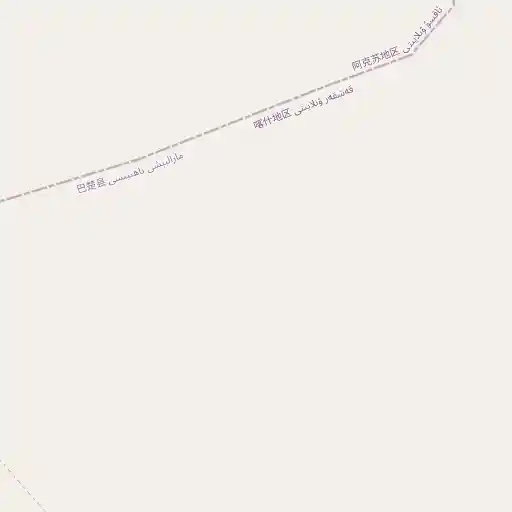 阿克苏地区 ئاقسۇ ۋىلايىتى
喀什地区 قەشقەر ۋىلايىتى
巴楚县 مارالبېشى ناھىيىسى